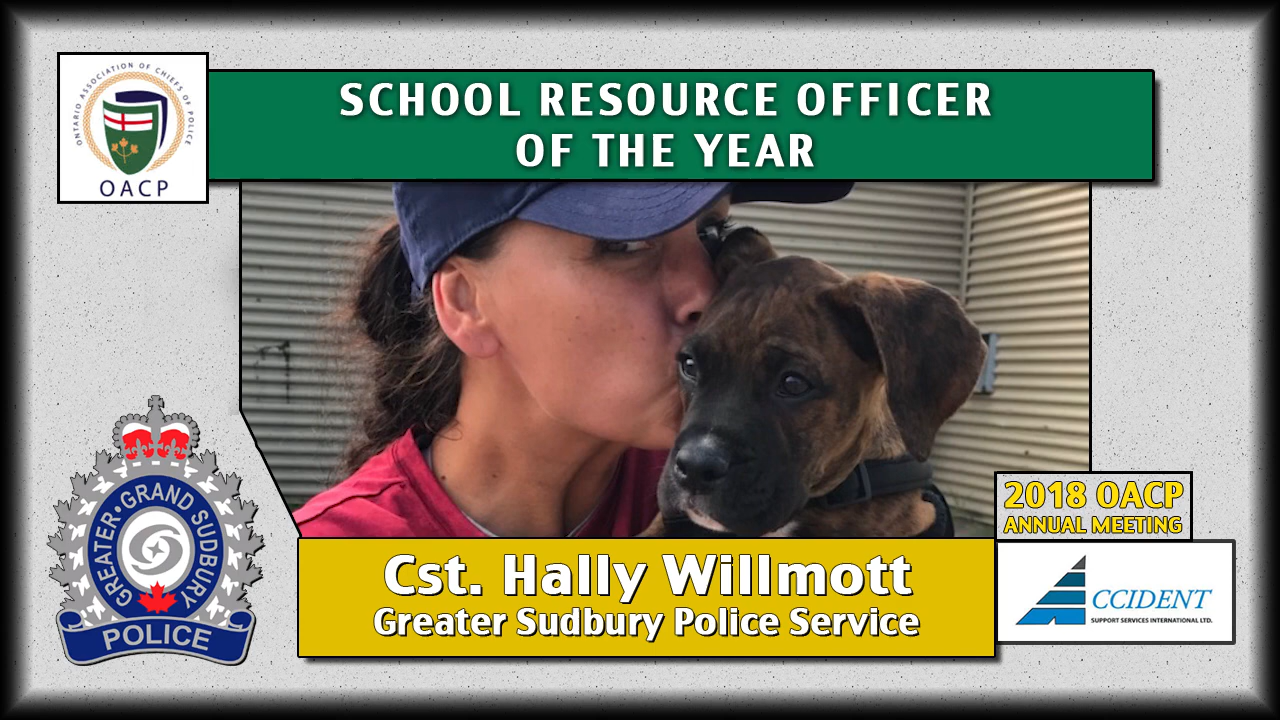 ONTARIO ASSOCIATION OF CHIEFS OF POLICE
OACP
SCHOOL RESOURCE OFFICER
OF THE YEAR
GREATER • GRAND SUDBURY
POLICE
2018 OACP
ANNUAL MEETING
Cst. Hally Willmott
Greater Sudbury Police Service
CCIDENT
SUPPORT SERVICES INTERNATIONAL LTD.